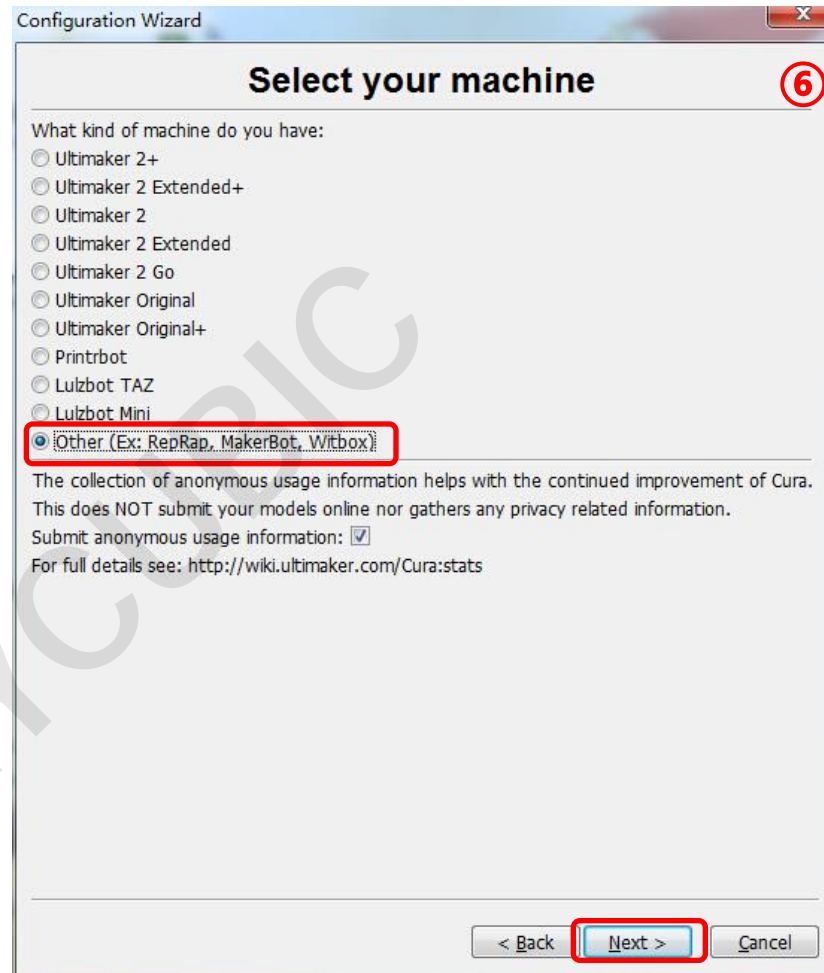 Configuration Wizard
X
Select your machine
⑥
What kind of machine do you have:
Ultimaker 2+
Ultimaker 2 Extended+
Ultimaker 2
Ultimaker 2 Extended
Ultimaker 2 Go
Ultimaker Original
Ultimaker Original+
Printrbot
Lulzbot TAZ
Lulzbot Mini
Other (Ex: RepRap, MakerBot, Witbox)
The collection of anonymous usage information helps with the continued improvement of Cura.
This does NOT submit your models online nor gathers any privacy related information.
Submit anonymous usage information:
For full details see: http://wiki.ultimaker.com/Cura:stats
YCUBIC
< Back Next > Cancel